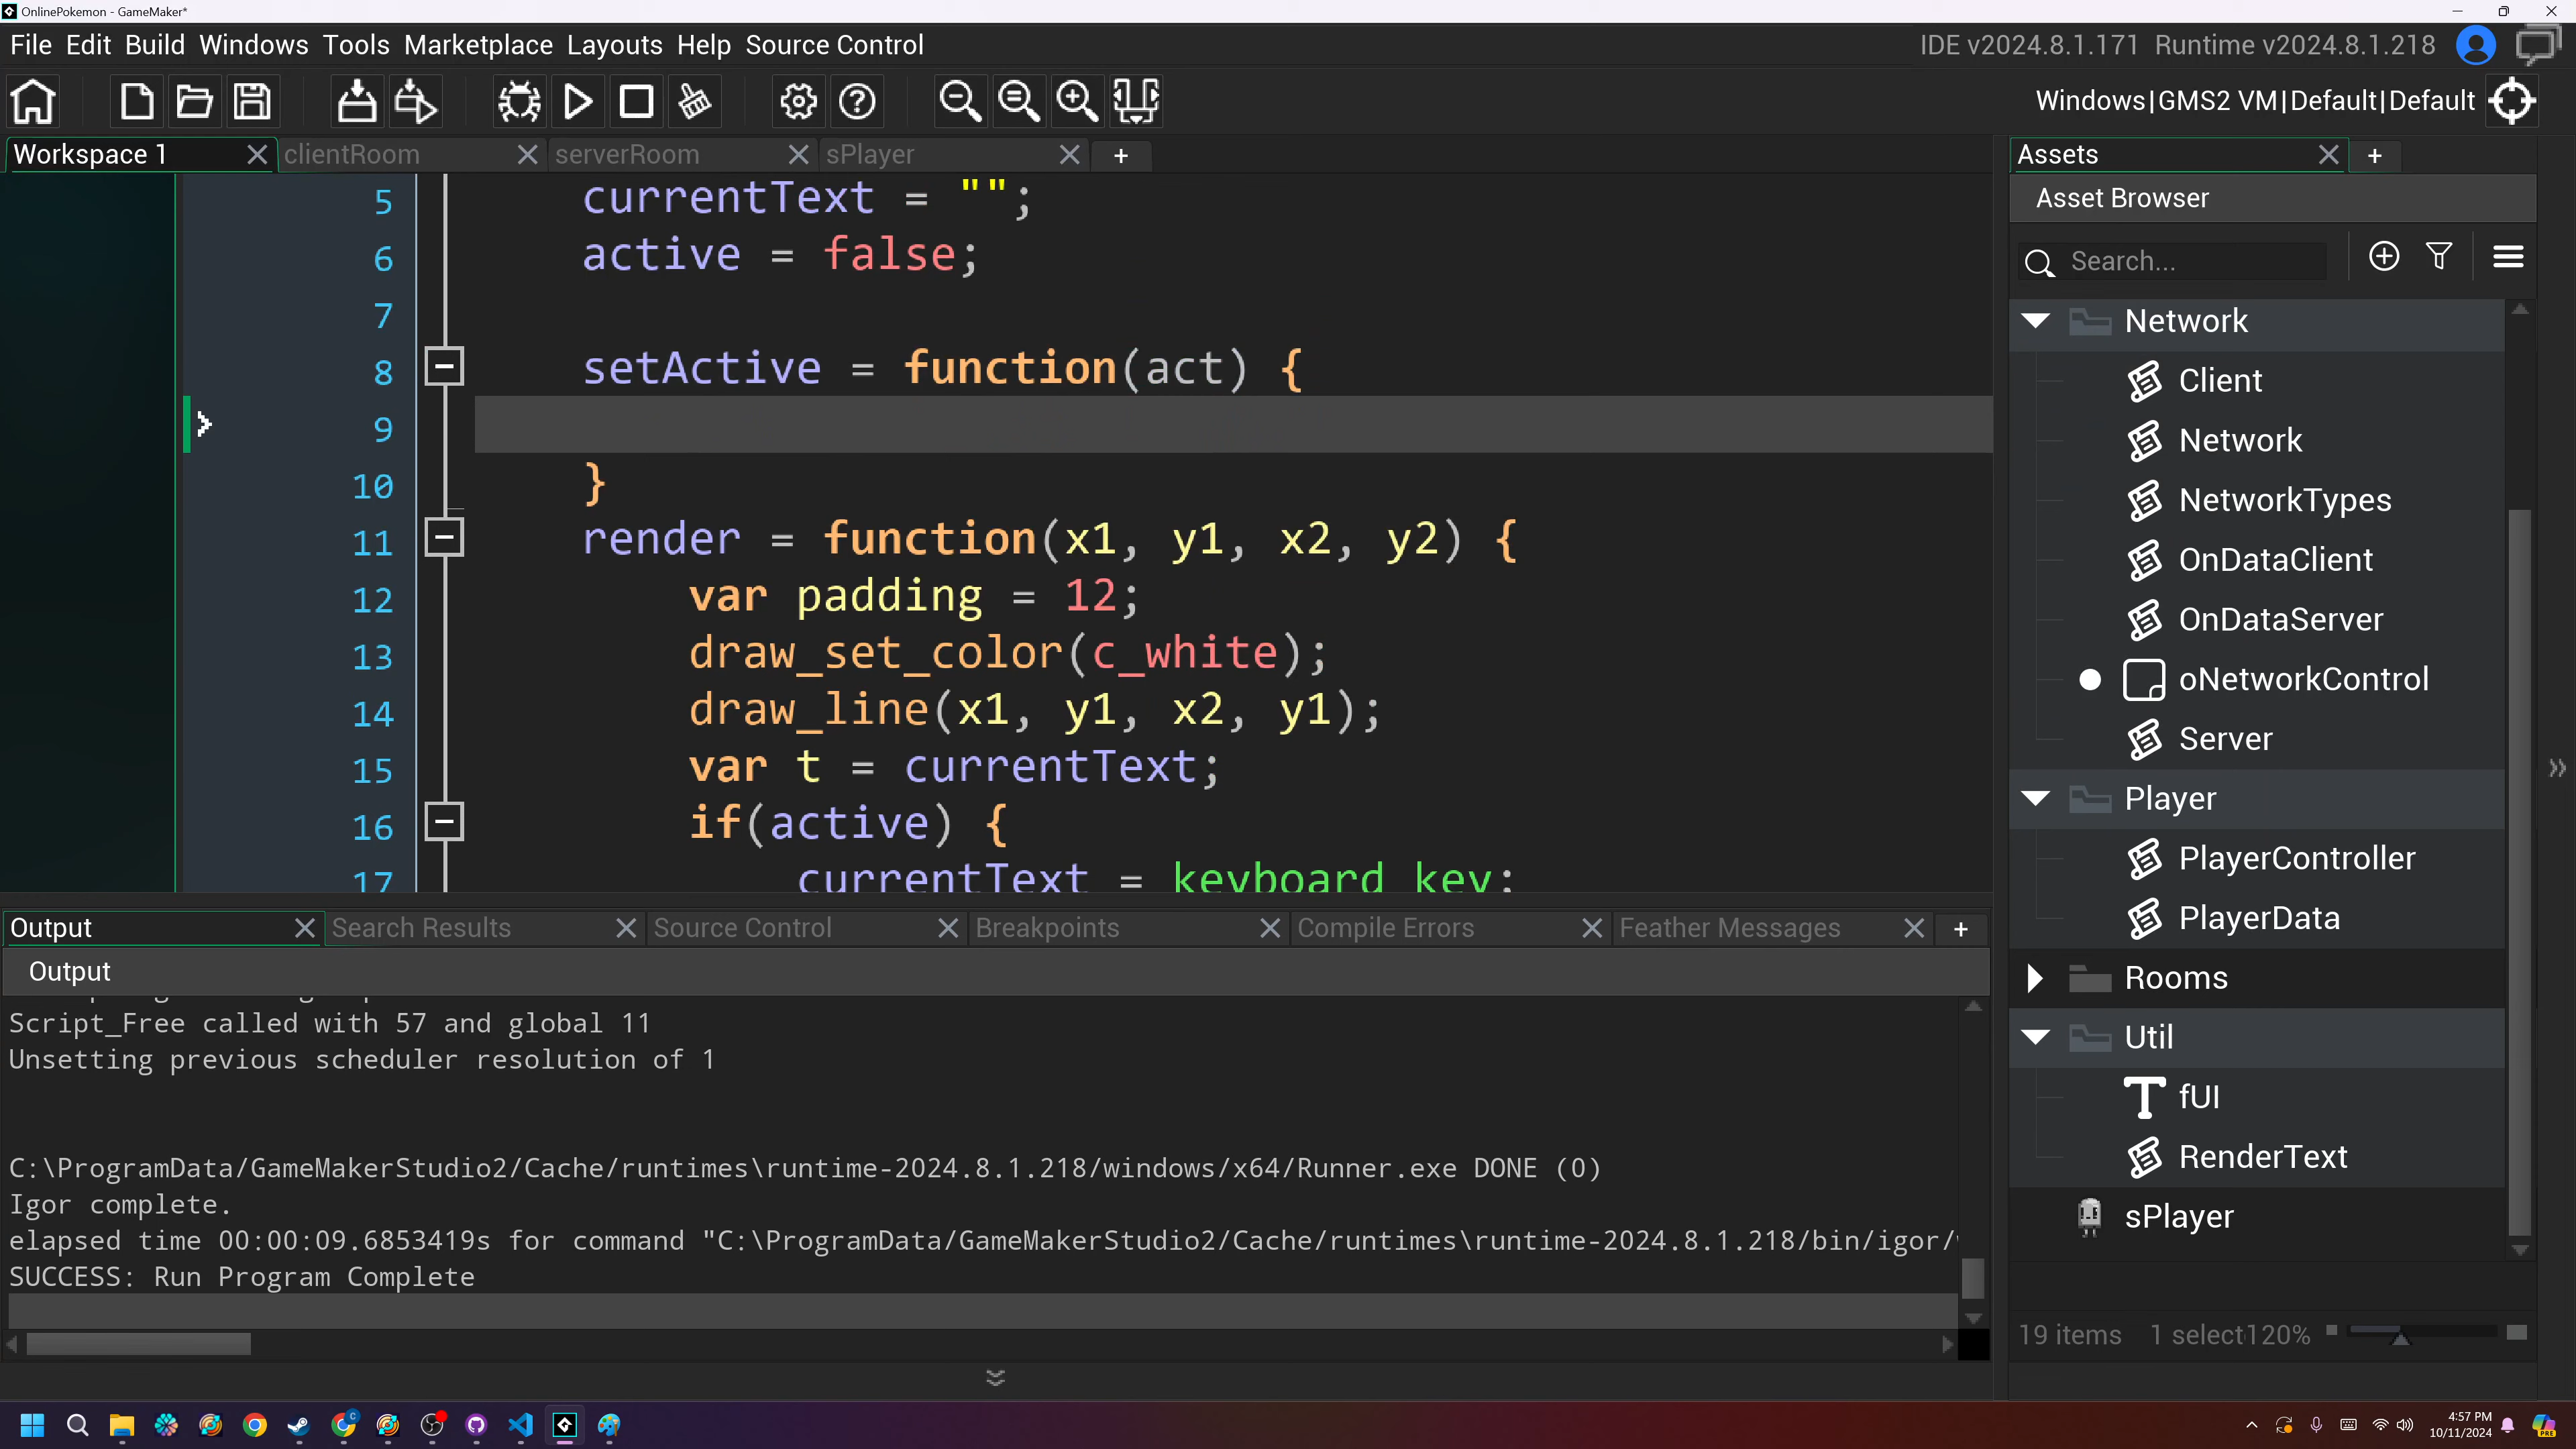 OnlinePokemon - GameMaker*
File Edit Build Windows Tools Marketplace Layouts Help Source Control
IDE v2024.8.1.171 Runtime v2024.8.1.218
Windows|GMS2 VM|Default|Default
Workspace 1
clientRoom
serverRoom
sPlayer
5 currentText = "";
6 active = false;
7
8 setActive = function(act) {
9
10 }
11 render = function(x1, y1, x2, y2) {
12 var padding = 12;
13 draw_set_color(c_white);
14 draw_line(x1, y1, x2, y1);
15 var t = currentText;
16 if(active) {
17 currentText = keyboard_key;
Assets
Asset Browser
Search...
Network
Client
Network
NetworkTypes
OnDataClient
OnDataServer
oNetworkControl
Server
Player
PlayerController
PlayerData
Rooms
Util
fUI
RenderText
sPlayer
19 items 1 select 120%
Output
Search Results
Source Control
Breakpoints
Compile Errors
Feather Messages
Output
Script_Free called with 57 and global 11
Unsetting previous scheduler resolution of 1
C:\ProgramData/GameMakerStudio2/Cache/runtimes\runtime-2024.8.1.218/windows/x64/Runner.exe DONE (0)
Igor complete.
elapsed time 00:00:09.6853419s for command "C:\ProgramData/GameMakerStudio2/Cache/runtimes\runtime-2024.8.1.218/bin/igor/
SUCCESS: Run Program Complete
4:57 PM
10/11/2024
PRE